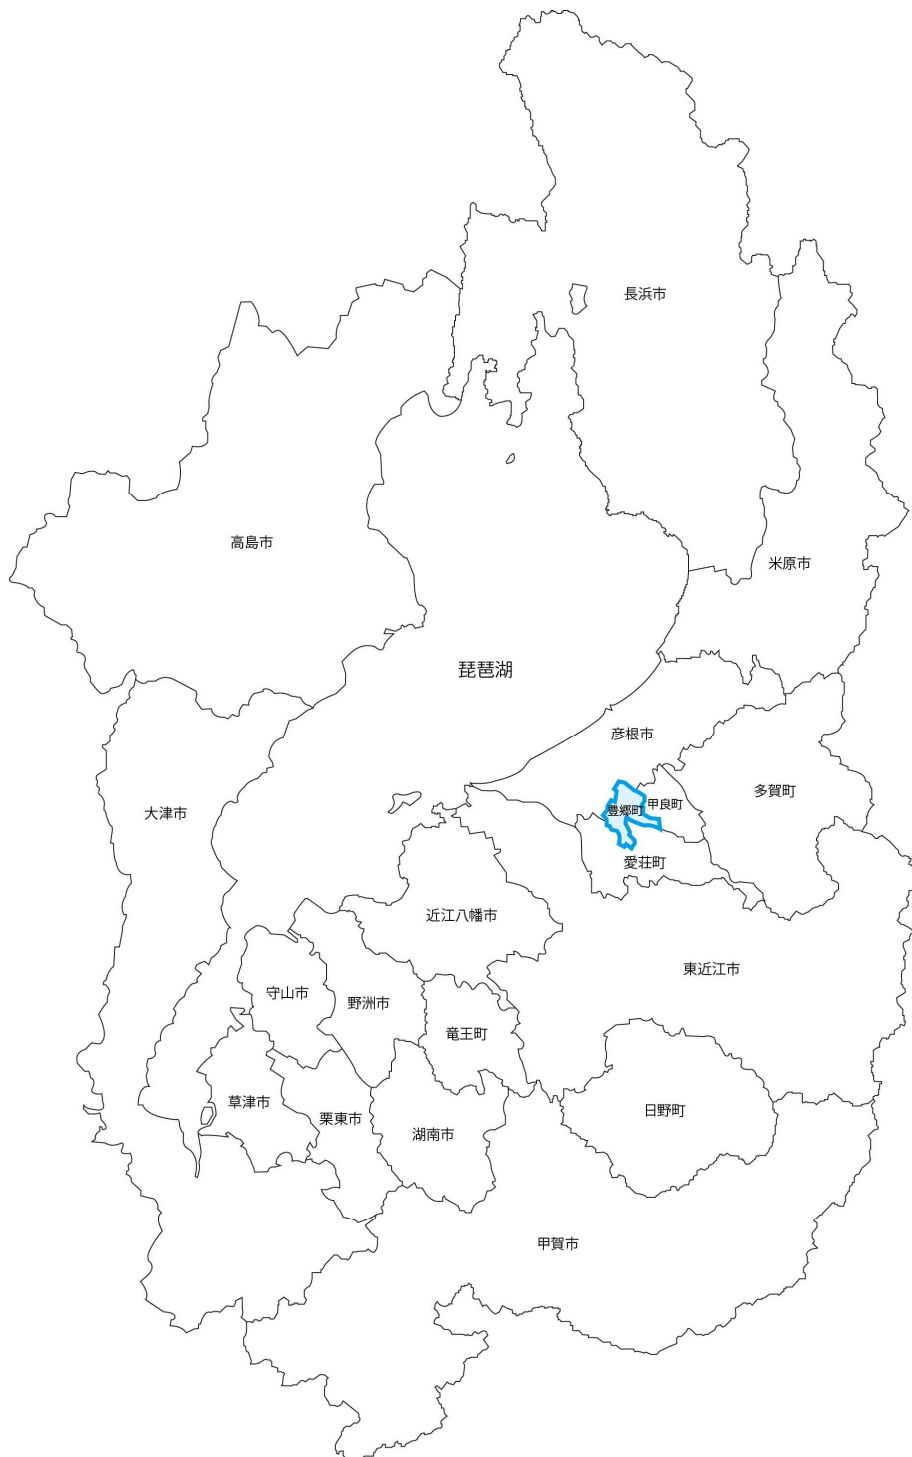 長浜市
高島市
米原市
琵琶湖
彦根市
多賀町
甲良町
豊郷町
大津市
愛荘町
近江八幡市
東近江市
守山市
野洲市
竜王町
草津市
栗東市
日野町
湖南市
甲賀市